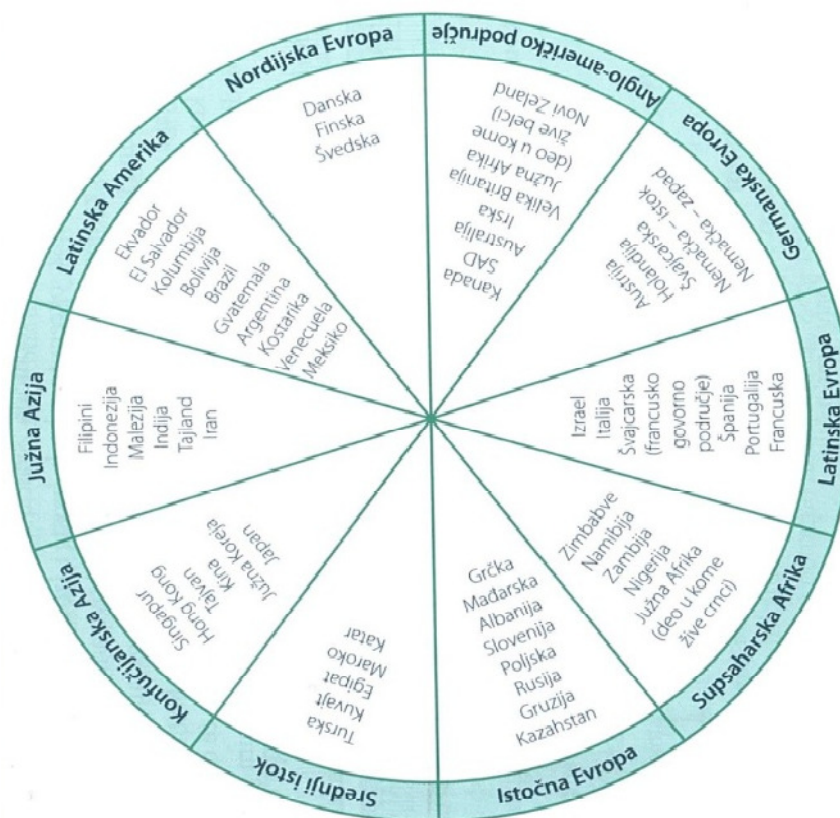 Nordijska Evropa
Danska
Finska
Švedska
Anglo-američko područje
Kanada
SAD
Australija
Irska
Velika Britanija
Južna Afrika
(deo u kome
žive belci)
Novi Zeland
Germanska Evropa
Austrija
Holandija
Švajcarska
Nemačka – istok
Nemačka – zapad
Latinska Evropa
Izrael
Italija
Švajcarska
(francusko
govorno
područje)
Španija
Portugalija
Francuska
Supsaharska Afrika
Zimbabve
Namibija
Zambija
Nigerija
Južna Afrika
(deo u kome
žive crnci)
Istočna Evropa
Grčka
Mađarska
Albanija
Slovenija
Poljska
Rusija
Gruzija
Kazahstan
Srednji istok
Katar
Maroko
Egipat
Kuvajt
Turska
Konfučijanska Azija
Singapur
Hong Kong
Tajvan
Kina
Južna Koreja
Japan
Južna Azija
Filipini
Indonezija
Malezija
Indija
Tajland
Iran
Latinska Amerika
Ekvador
El Salvador
Kolumbija
Bolivija
Brazil
Gvatemala
Argentina
Kostarika
Venecuela
Meksiko